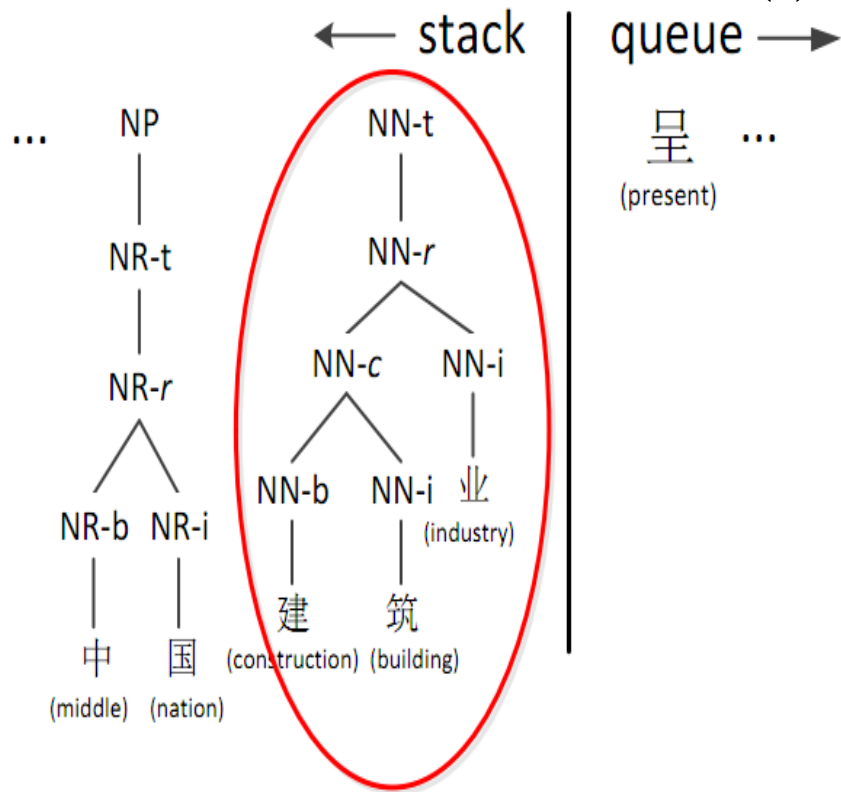 stack queue
... NP NN-t 呈 ...
(present)
NR-t NN-r
NR-r NN-c NN-i
NR-b NR-i NN-b NN-i 业
(industry)
建 筑
中 国 (construction) (building)
(middle) (nation)